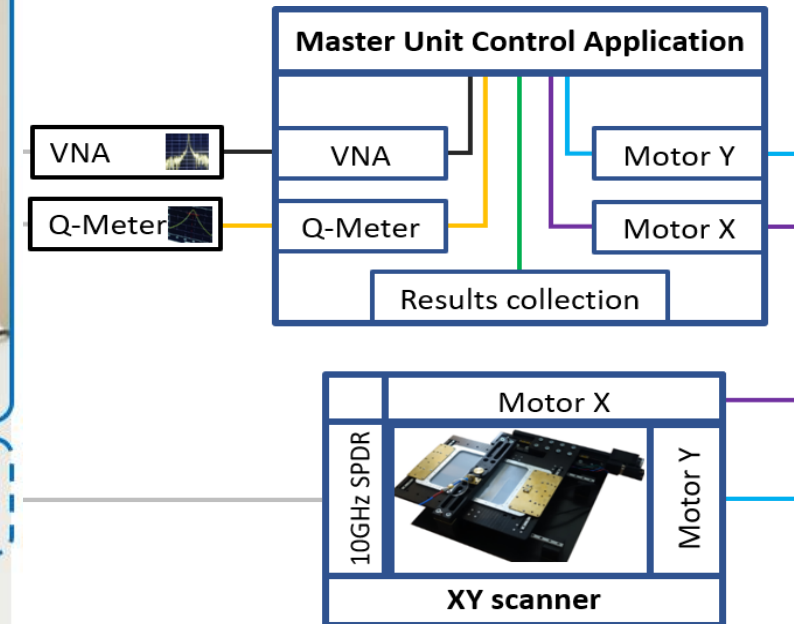 Master Unit Control Application
VNA
VNA
Motor Y
Q-Meter
Q-Meter
Motor X
Results collection
Motor X
10GHz SPDR
Motor Y
XY scanner